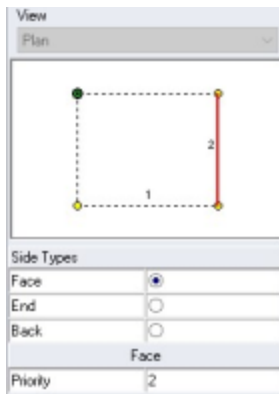 View
Plan
2
1
Side Types
Face
End
Back
Face
Priority 2